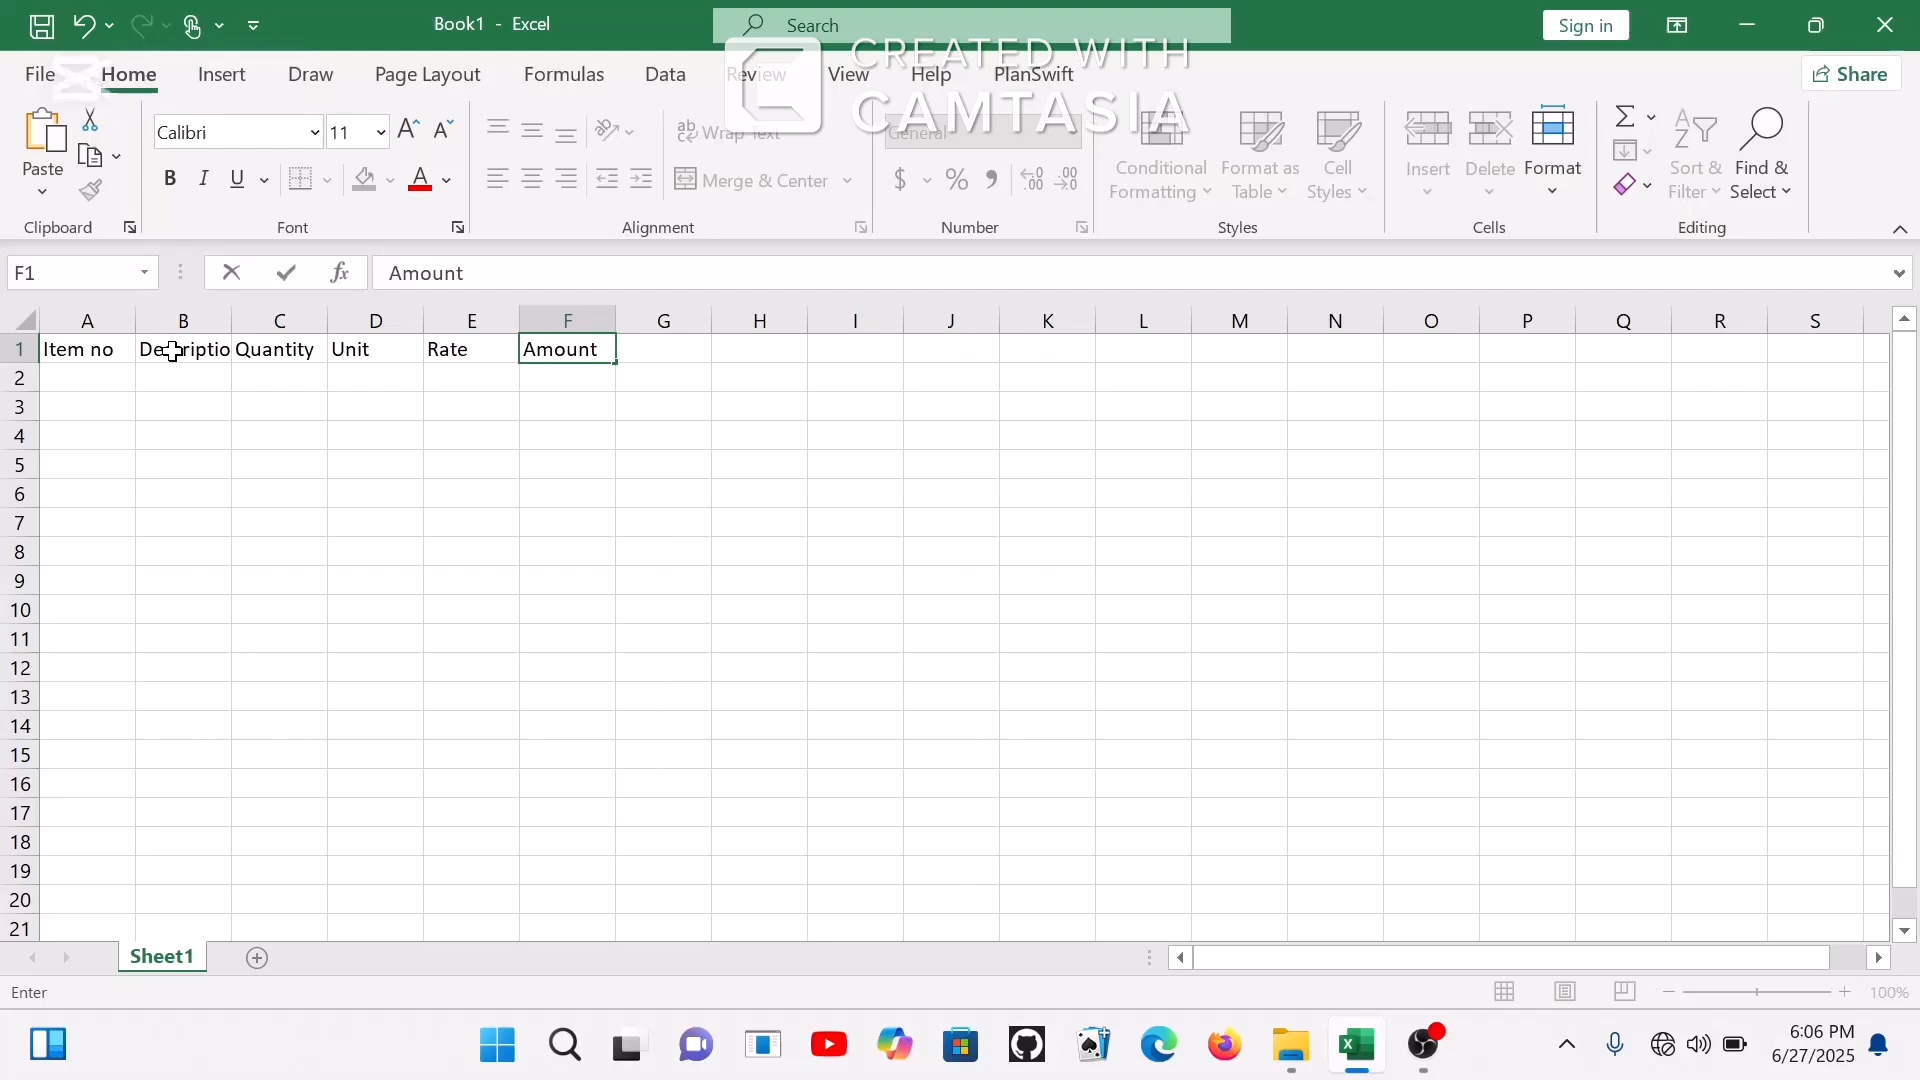 Book1 - Excel
Search
Sign in
CREATED WITH
CAMTASIA
File Home Insert Draw Page Layout Formulas Data Review View Help PlanSwift
Share
Calibri 11
Wrap Text
General
Paste
B I U
Merge & Center
$ % ,
Conditional Formatting
Format as Table
Cell Styles
Insert
Delete
Format
Sort & Filter
Find & Select
Clipboard Font Alignment Number Styles Cells Editing
F1
fx
Amount
A B C D E F G H I J K L M N O P Q R S
1 Item no Descriptio Quantity Unit Rate Amount
2
3
4
5
6
7
8
9
10
11
12
13
14
15
16
17
18
19
20
21
Sheet1
Enter
100%
6:06 PM
6/27/2025